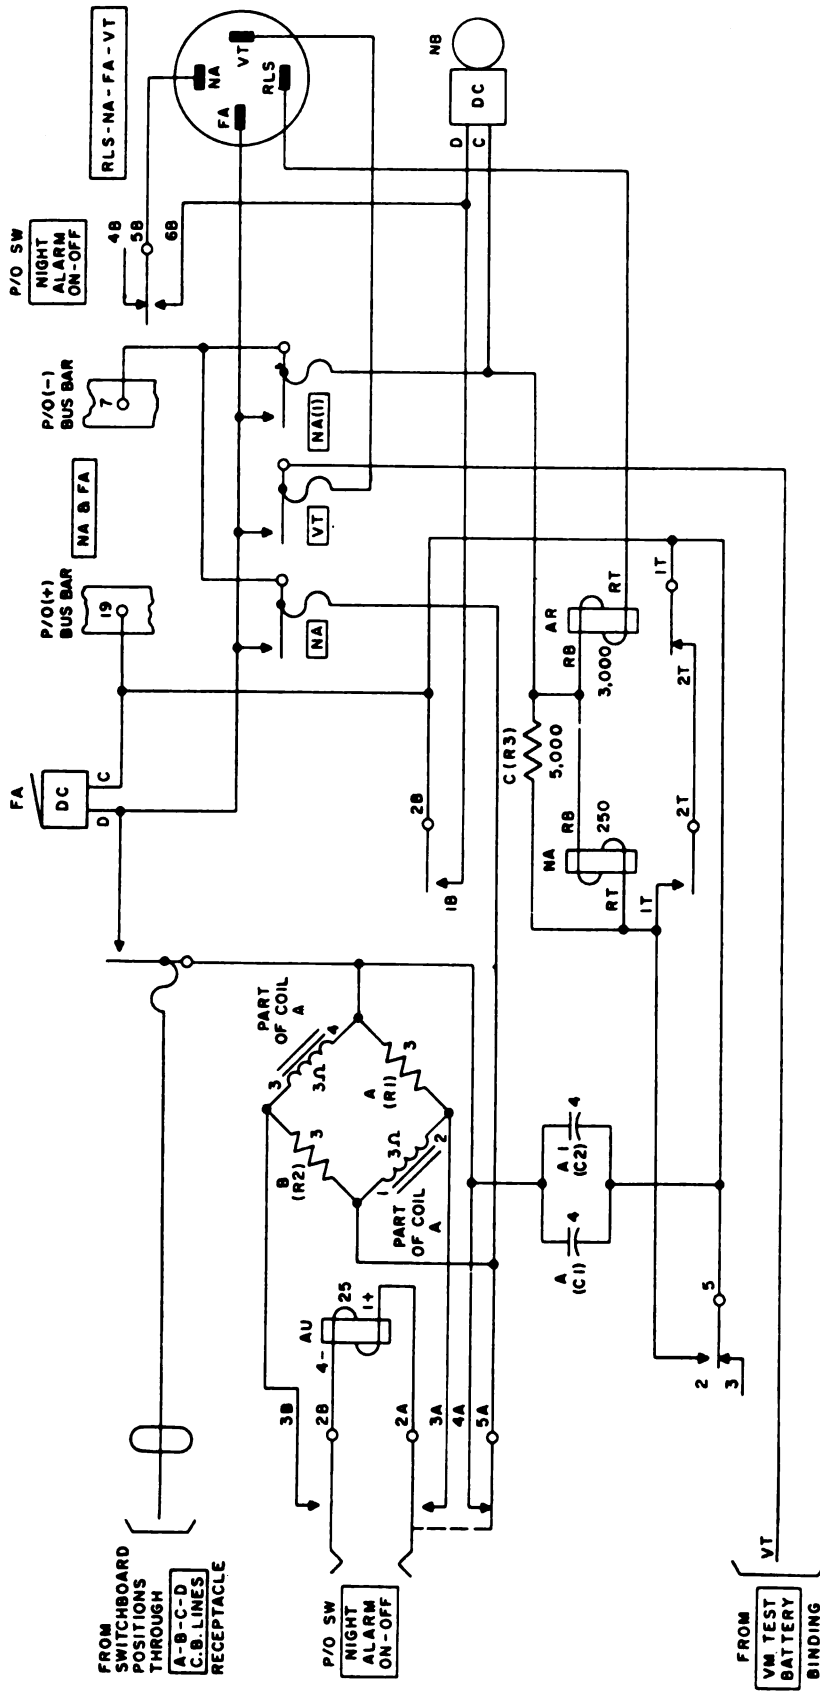 RLS-NA-FA-VT
VT
NA
RLS
FA
NB
DC
D
C
P/O SW
NIGHT
ALARM
ON-OFF
4B
5B
6B
P/O(-)
BUS BAR
7
NA(1)
NA & FA
VT
P/O(+)
BUS BAR
19
NA
FA
DC
C
D
AR
RT
RB
3,000
1T
2T
C(R3)
5,000
2B
1B
RB
250
NA
RT
1T
2T
PART
OF COIL
A
3
4
3Ω
A
(R1)
3
B
(R2)
3
3Ω
1
2
PART
OF COIL
A
A1
(C2)
4
A
(C1)
4
AU
25
1+
4-
3B
2B
2A
3A
4A
5A
5
2
3
FROM
SWITCHBOARD
POSITIONS
THROUGH
A-B-C-D
C.B. LINES
RECEPTACLE
P/O SW
NIGHT
ALARM
ON-OFF
VT
FROM
VM TEST
BATTERY
BINDING